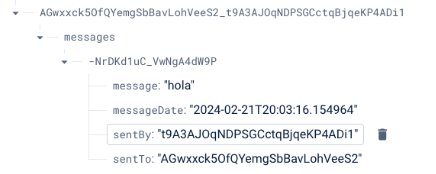 AGwxxck5OfQYemgSbBavLohVeeS2_t9A3AJOqNDPSGCctqBjqeKP4ADi1
messages
-NrDKd1uC_VwNgA4dW9P
message: "hola"
messageDate: "2024-02-21T20:03:16.154964"
sentBy: "t9A3AJOqNDPSGCctqBjqeKP4ADi1"
sentTo: "AGwxxck5OfQYemgSbBavLohVeeS2"